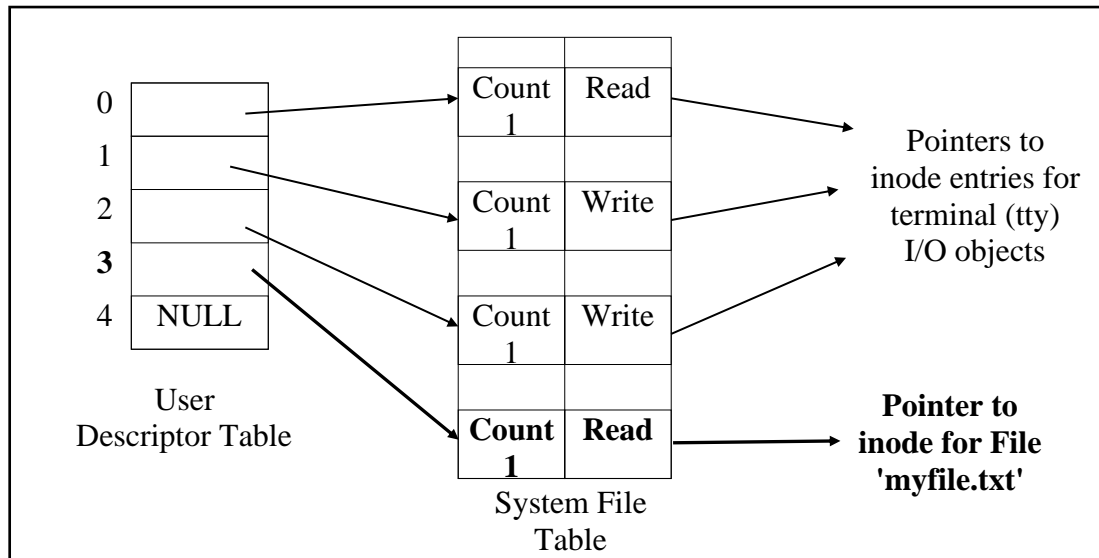 0
1
2
3
4
NULL
User
Descriptor Table
Count
1
Read
Count
1
Write
Count
1
Write
Count
1
Read
System File
Table
Pointers to
inode entries for
terminal (tty)
I/O objects
Pointer to
inode for File
'myfile.txt'